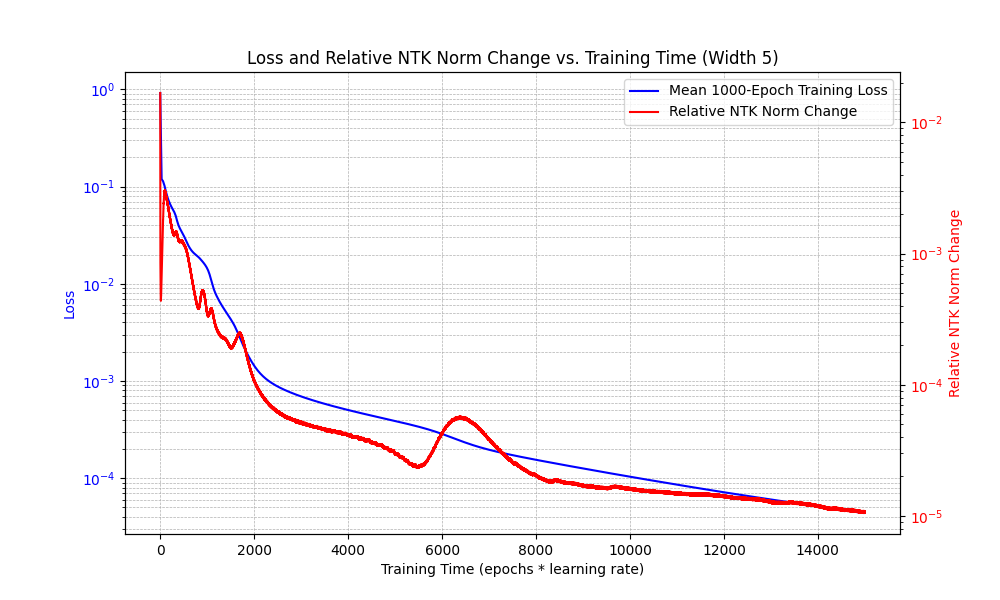 Loss and Relative NTK Norm Change vs. Training Time (Width 5)
Mean 1000-Epoch Training Loss
Relative NTK Norm Change
10⁰
10⁻¹
10⁻²
10⁻³
10⁻⁴
Loss
10⁻²
10⁻³
10⁻⁴
10⁻⁵
Relative NTK Norm Change
0 2000 4000 6000 8000 10000 12000 14000
Training Time (epochs * learning rate)